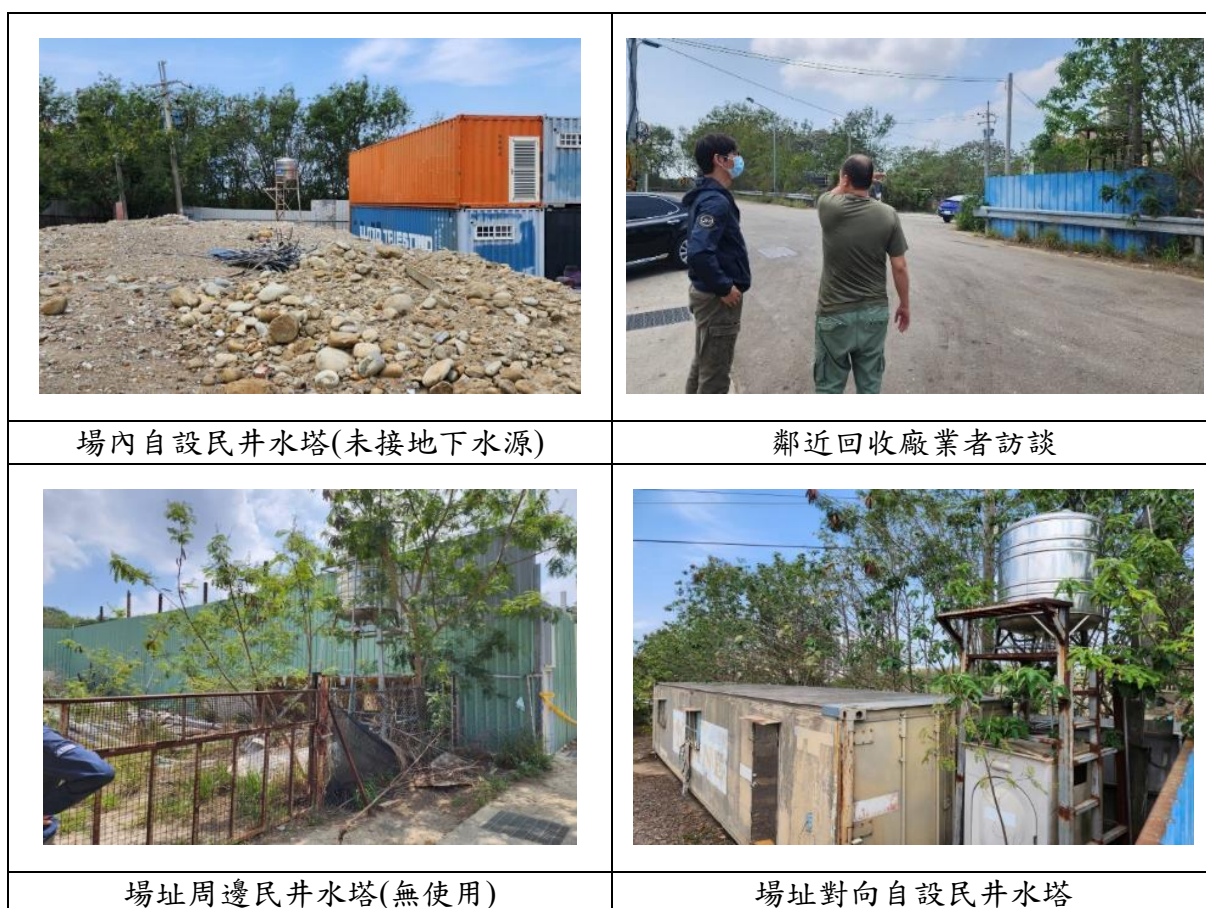 場內自設民井水塔(未接地下水源)
鄰近回收廠業者訪談
場址周邊民井水塔(無使用)
場址對向自設民井水塔